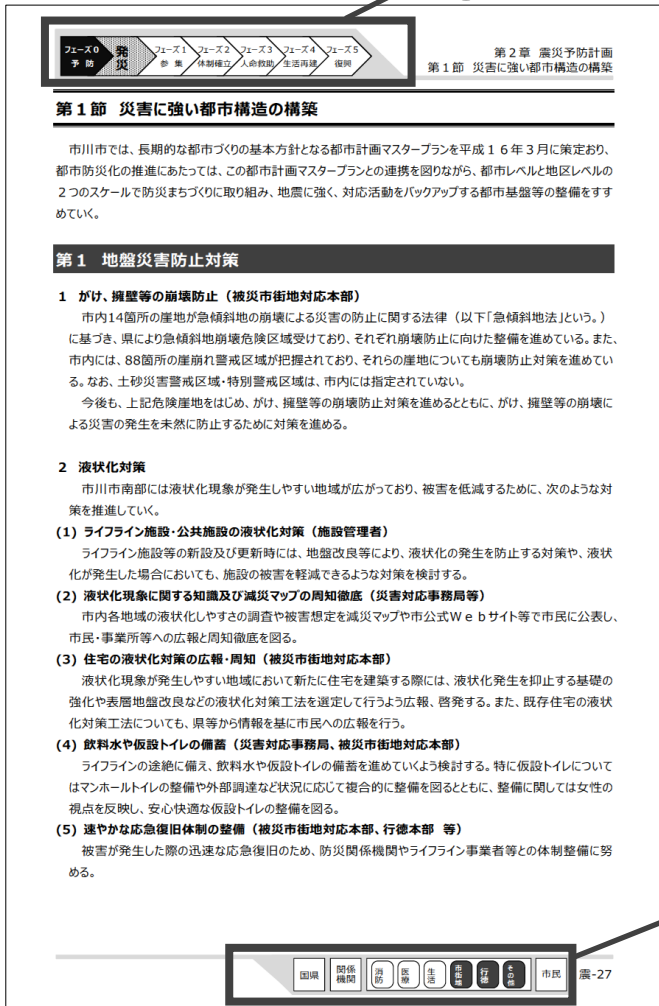 フェーズ0 予防
発災
フェーズ1 参集
フェーズ2 体制確立
フェーズ3 人命救助
フェーズ4 生活再建
フェーズ5 復興
第2章 震災予防計画
第1節 災害に強い都市構造の構築
第1節 災害に強い都市構造の構築
市川市では、長期的な都市づくりの基本方針となる都市計画マスタープランを平成16年3月に策定おり、
都市防災化の推進にあたっては、この都市計画マスタープランとの連携を図りながら、都市レベルと地区レベルの
2つのスケールで防災まちづくりに取り組み、地震に強く、対応活動をバックアップする都市基盤等の整備をすす
めていく。
第1 地盤災害防止対策
1 がけ、擁壁等の崩壊防止(被災市街地対応本部)
市内14箇所の崖地が急傾斜地の崩壊による災害の防止に関する法律(以下「急傾斜地法」という。)
に基づき、県により急傾斜地崩壊危険区域受けており、それぞれ崩壊防止に向けた整備を進めている。また、
市内には、88箇所の崖崩れ警戒区域が把握されており、それらの崖地についても崩壊防止対策を進めてい
る。なお、土砂災害警戒区域・特別警戒区域は、市内には指定されていない。
今後も、上記危険崖地をはじめ、がけ、擁壁等の崩壊防止対策を進めるとともに、がけ、擁壁等の崩壊に
よる災害の発生を未然に防止するために対策を進める。
2 液状化対策
市川市南部には液状化現象が発生しやすい地域が広がっており、被害を低減するために、次のような対
策を推進していく。
(1) ライフライン施設・公共施設の液状化対策(施設管理者)
ライフライン施設等の新設及び更新時には、地盤改良等により、液状化の発生を防止する対策や、液状
化が発生した場合においても、施設の被害を軽減できるような対策を検討する。
(2) 液状化現象に関する知識及び減災マップの周知徹底(災害対応事務局等)
市内各地域の液状化しやすさの調査や被害想定を減災マップや市公式Webサイト等で市民に公表し、
市民・事業所等への広報と周知徹底を図る。
(3) 住宅の液状化対策の広報・周知(被災市街地対応本部)
液状化現象が発生しやすい地域において新たに住宅を建築する際には、液状化発生を抑止する基礎の
強化や表層地盤改良などの液状化対策工法を選定して行うよう広報、啓発する。また、既存住宅の液状
化対策工法についても、県等から情報を基に市民への広報を行う。
(4) 飲料水や仮設トイレの備蓄(災害対応事務局、被災市街地対応本部)
ライフラインの途絶に備え、飲料水や仮設トイレの備蓄を進めていくよう検討する。特に仮設トイレについて
はマンホールトイレの整備や外部調達など状況に応じて複合的に整備を図るとともに、整備に関しては女性の
視点を反映し、安心快適な仮設トイレの整備を図る。
(5) 速やかな応急復旧体制の整備(被災市街地対応本部、行徳本部 等)
被害が発生した際の迅速な応急復旧のため、防災関係機関やライフライン事業者等との体制整備に努
める。
国県 関係機関 消防 医療 生活 市街地 行徳 その他 市民 震-27